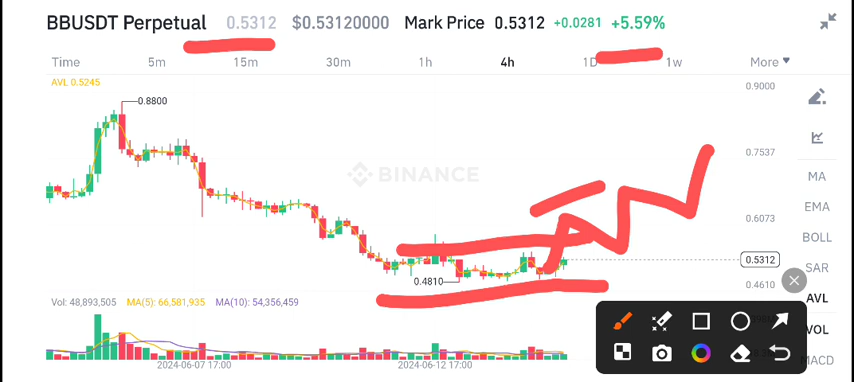 BBUSDT Perpetual 0.5312 $0.53120000 Mark Price 0.5312 +0.0281 +5.59%
Time 5m 15m 30m 1h 4h 1D 1w More
AVL 0.5245
0.9000
0.8800
0.7537
BINANCE
MA
EMA
0.6073
BOLL
0.5312
SAR
0.4810
0.4610
AVL
Vol: 48,893,505 MA(5): 66,581,935 MA(10): 54,356,459
VOL
MACD
2024-06-07 17:00 2024-06-12 17:00